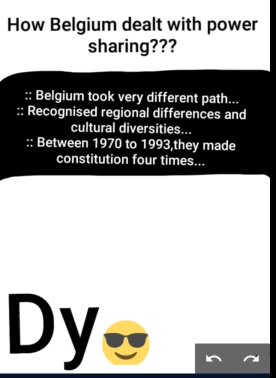 How Belgium dealt with power
sharing???
:: Belgium took very different path...
:: Recognised regional differences and
cultural diversities...
:: Between 1970 to 1993,they made
constitution four times...
Dy😎